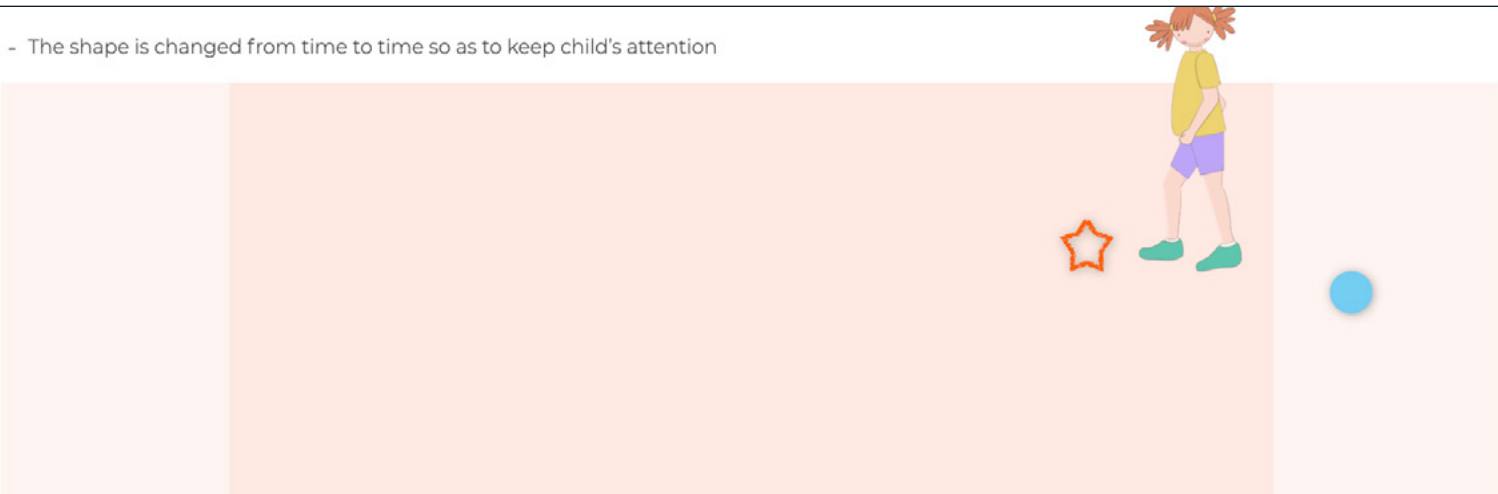 - The shape is changed from time to time so as to keep child's attention